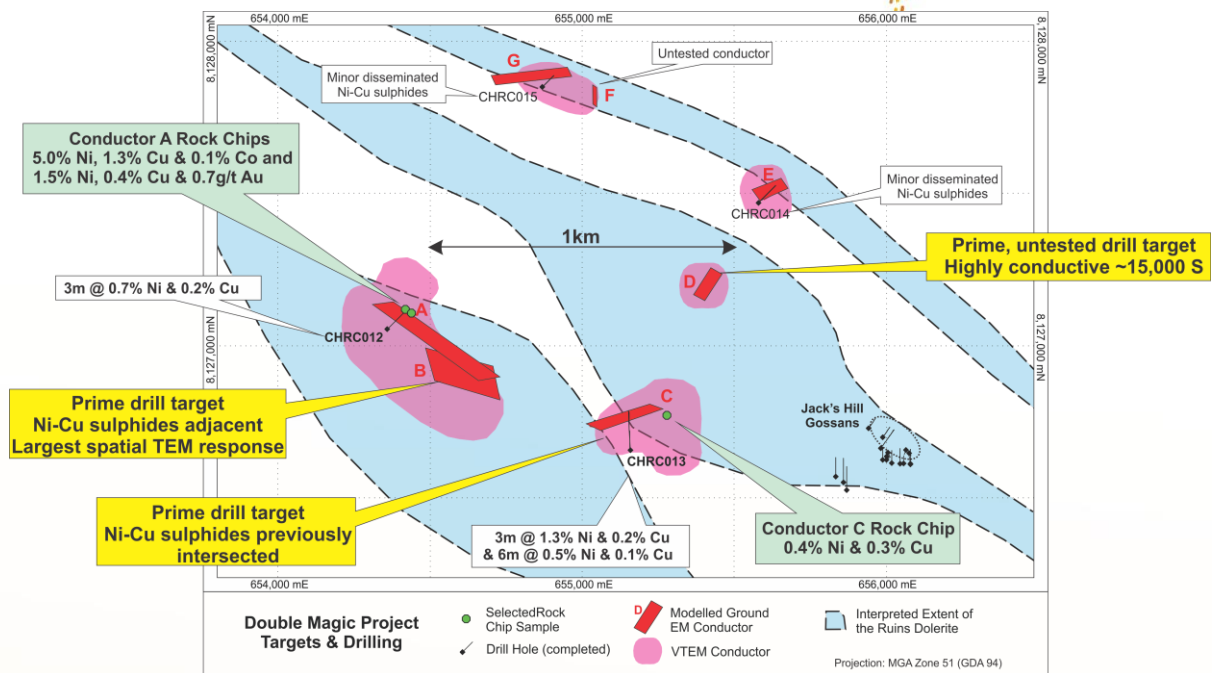 654,000 mE
655,000 mE
656,000 mE
8,128,000 mN
8,128,000 mN
G
Untested conductor
Minor disseminated
Ni-Cu sulphides
CHRC015
F
Conductor A Rock Chips
5.0% Ni, 1.3% Cu & 0.1% Co and
1.5% Ni, 0.4% Cu & 0.7g/t Au
E
Minor disseminated
Ni-Cu sulphides
CHRC014
1km
Prime, untested drill target
Highly conductive ~15,000 S
D
3m @ 0.7% Ni & 0.2% Cu
A
CHRC012
8,127,000 mN
8,127,000 mN
B
Prime drill target
Ni-Cu sulphides adjacent
Largest spatial TEM response
C
Jack's Hill
Gossans
CHRC013
Prime drill target
Ni-Cu sulphides previously
intersected
3m @ 1.3% Ni & 0.2% Cu
& 6m @ 0.5% Ni & 0.1% Cu
Conductor C Rock Chip
0.4% Ni & 0.3% Cu
654,000 mE
655,000 mE
656,000 mE
Double Magic Project
Targets & Drilling
SelectedRock
Chip Sample
Drill Hole (completed)
D
Modelled Ground
EM Conductor
VTEM Conductor
Interpreted Extent of
the Ruins Dolerite
Projection: MGA Zone 51 (GDA 94)